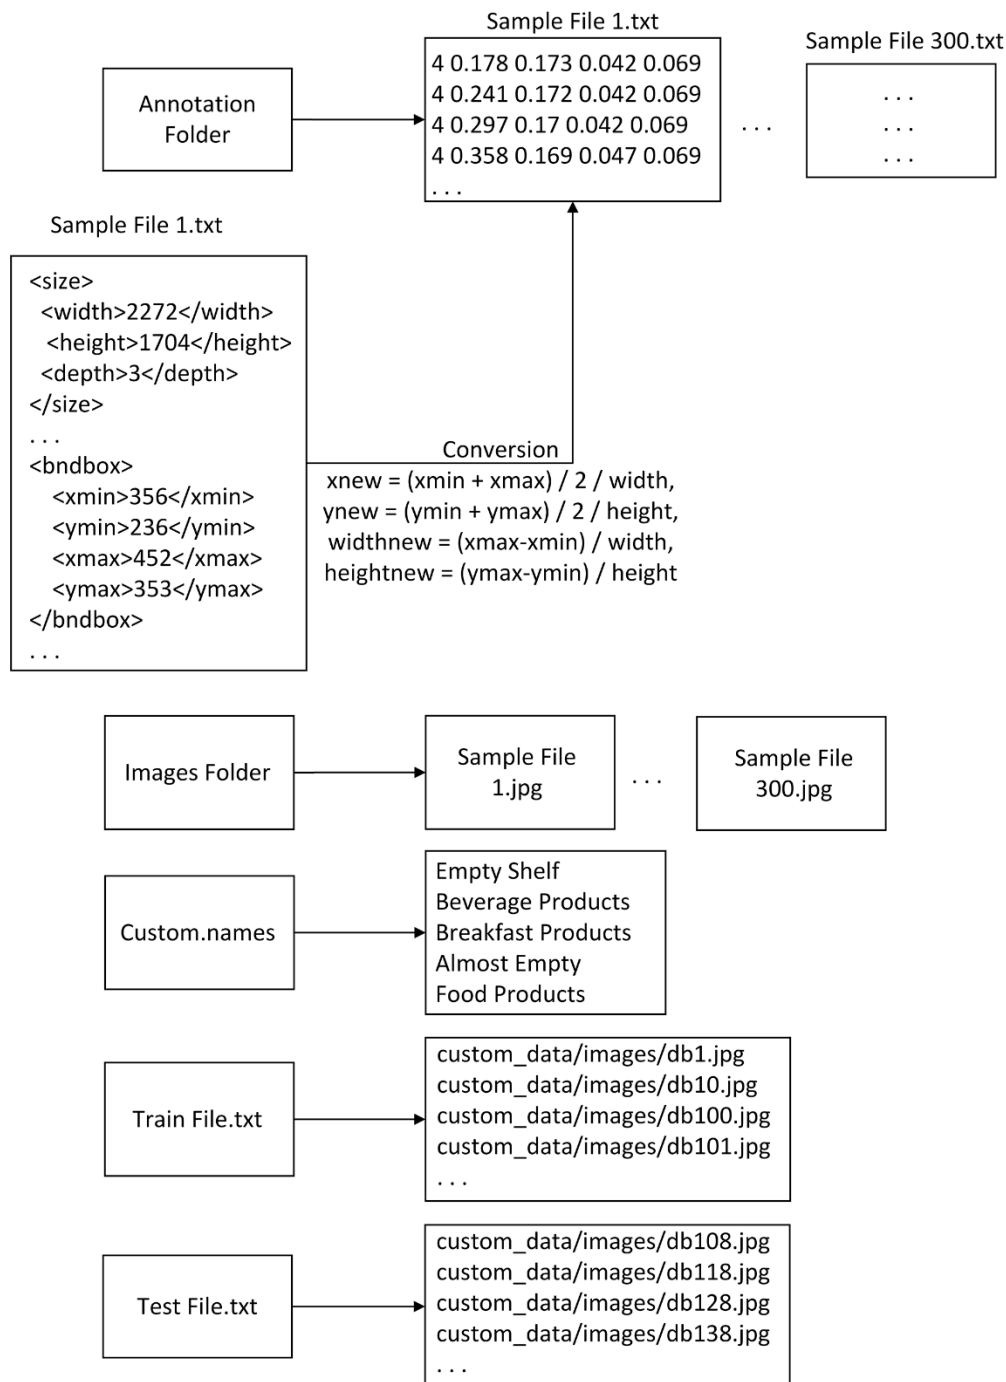 Sample File 1.txt
Sample File 300.txt
Annotation
Folder
4 0.178 0.173 0.042 0.069
4 0.241 0.172 0.042 0.069
4 0.297 0.17 0.042 0.069
4 0.358 0.169 0.047 0.069
. . .
. . .
. . .
. . .
. . .
Sample File 1.txt
<size>
<width>2272</width>
<height>1704</height>
<depth>3</depth>
</size>
. . .
<bndbox>
<xmin>356</xmin>
<ymin>236</ymin>
<xmax>452</xmax>
<ymax>353</ymax>
</bndbox>
. . .
Conversion
xnew = (xmin + xmax) / 2 / width,
ynew = (ymin + ymax) / 2 / height,
widthnew = (xmax-xmin) / width,
heightnew = (ymax-ymin) / height
Images Folder
Sample File
1.jpg
. . .
Sample File
300.jpg
Custom.names
Empty Shelf
Beverage Products
Breakfast Products
Almost Empty
Food Products
Train File.txt
custom_data/images/db1.jpg
custom_data/images/db10.jpg
custom_data/images/db100.jpg
custom_data/images/db101.jpg
. . .
Test File.txt
custom_data/images/db108.jpg
custom_data/images/db118.jpg
custom_data/images/db128.jpg
custom_data/images/db138.jpg
. . .